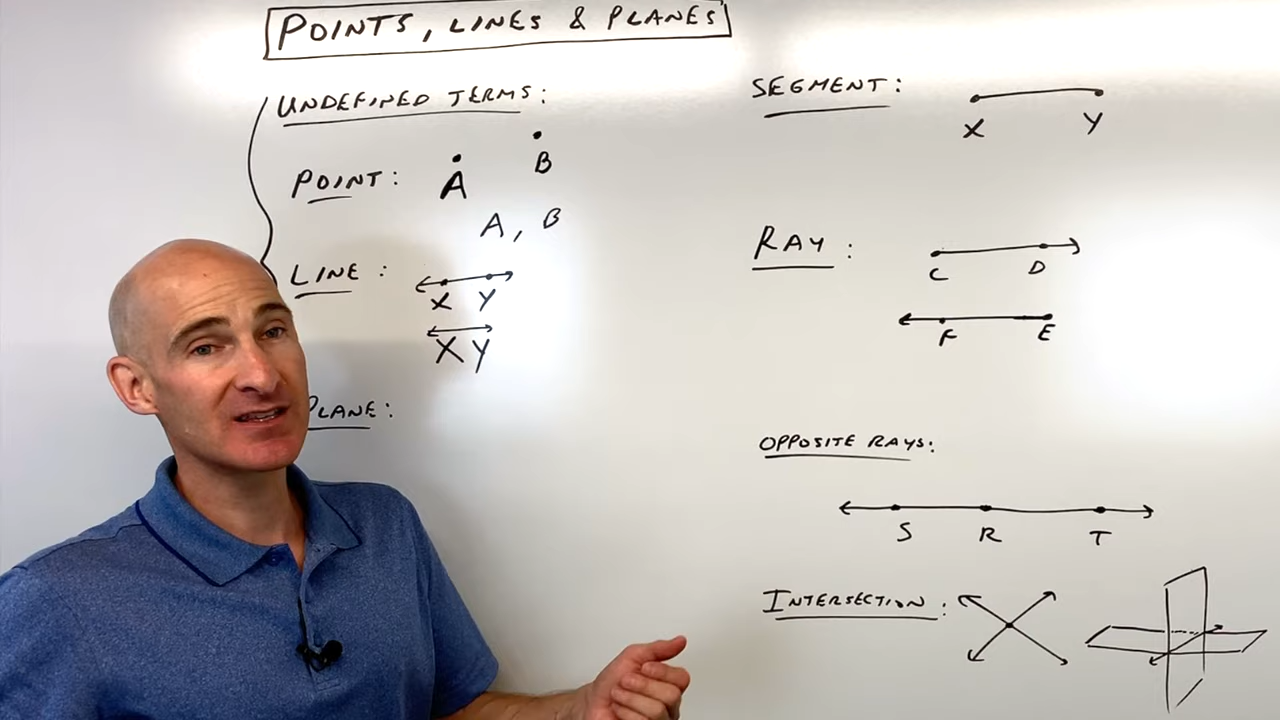 POINTS, LINES & PLANES
UNDEFINED TERMS:
POINT:
A
B
A, B
LINE:
X Y
XY
PLANE:
SEGMENT:
X Y
RAY:
C D
F E
OPPOSITE RAYS:
S R T
INTERSECTION: